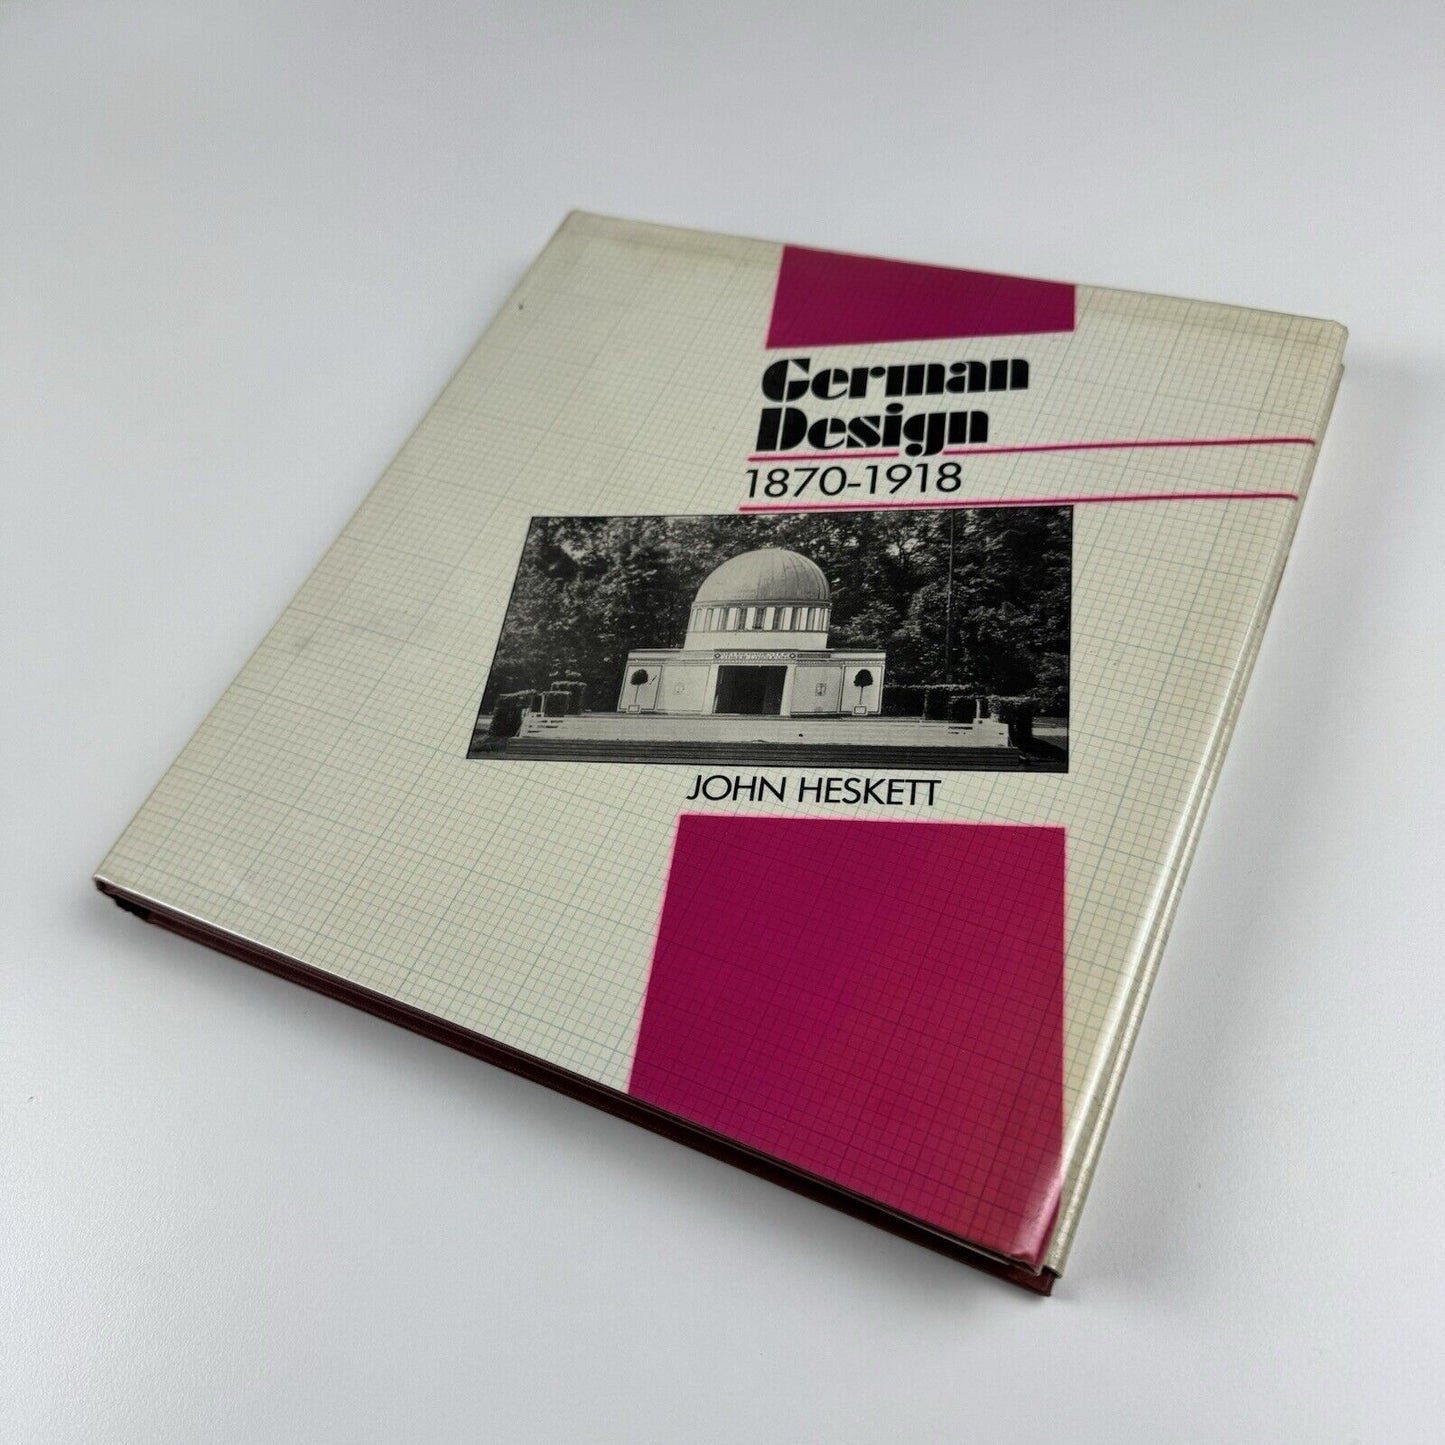 German
Design
1870-1918
JOHN HESKETT